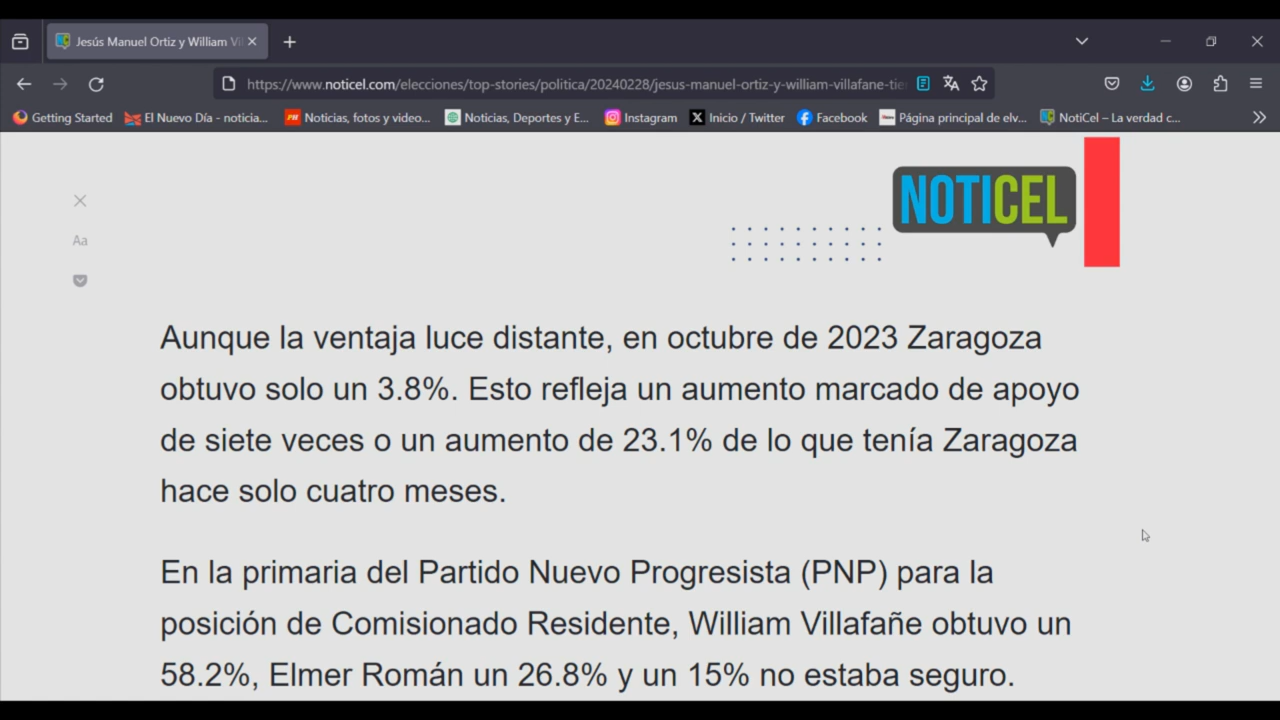 Jesús Manuel Ortiz y William Vi
https://www.noticel.com/elecciones/top-stories/politica/20240228/jesus-manuel-ortiz-y-william-villafane-tie
Getting Started El Nuevo Día - noticia... Noticias, fotos y video... Noticias, Deportes y E... Instagram Inicio / Twitter Facebook Página principal de elv... NotiCel – La verdad c...
NOTICEL
Aa
Aunque la ventaja luce distante, en octubre de 2023 Zaragoza
obtuvo solo un 3.8%. Esto refleja un aumento marcado de apoyo
de siete veces o un aumento de 23.1% de lo que tenía Zaragoza
hace solo cuatro meses.
En la primaria del Partido Nuevo Progresista (PNP) para la
posición de Comisionado Residente, William Villafañe obtuvo un
58.2%, Elmer Román un 26.8% y un 15% no estaba seguro.